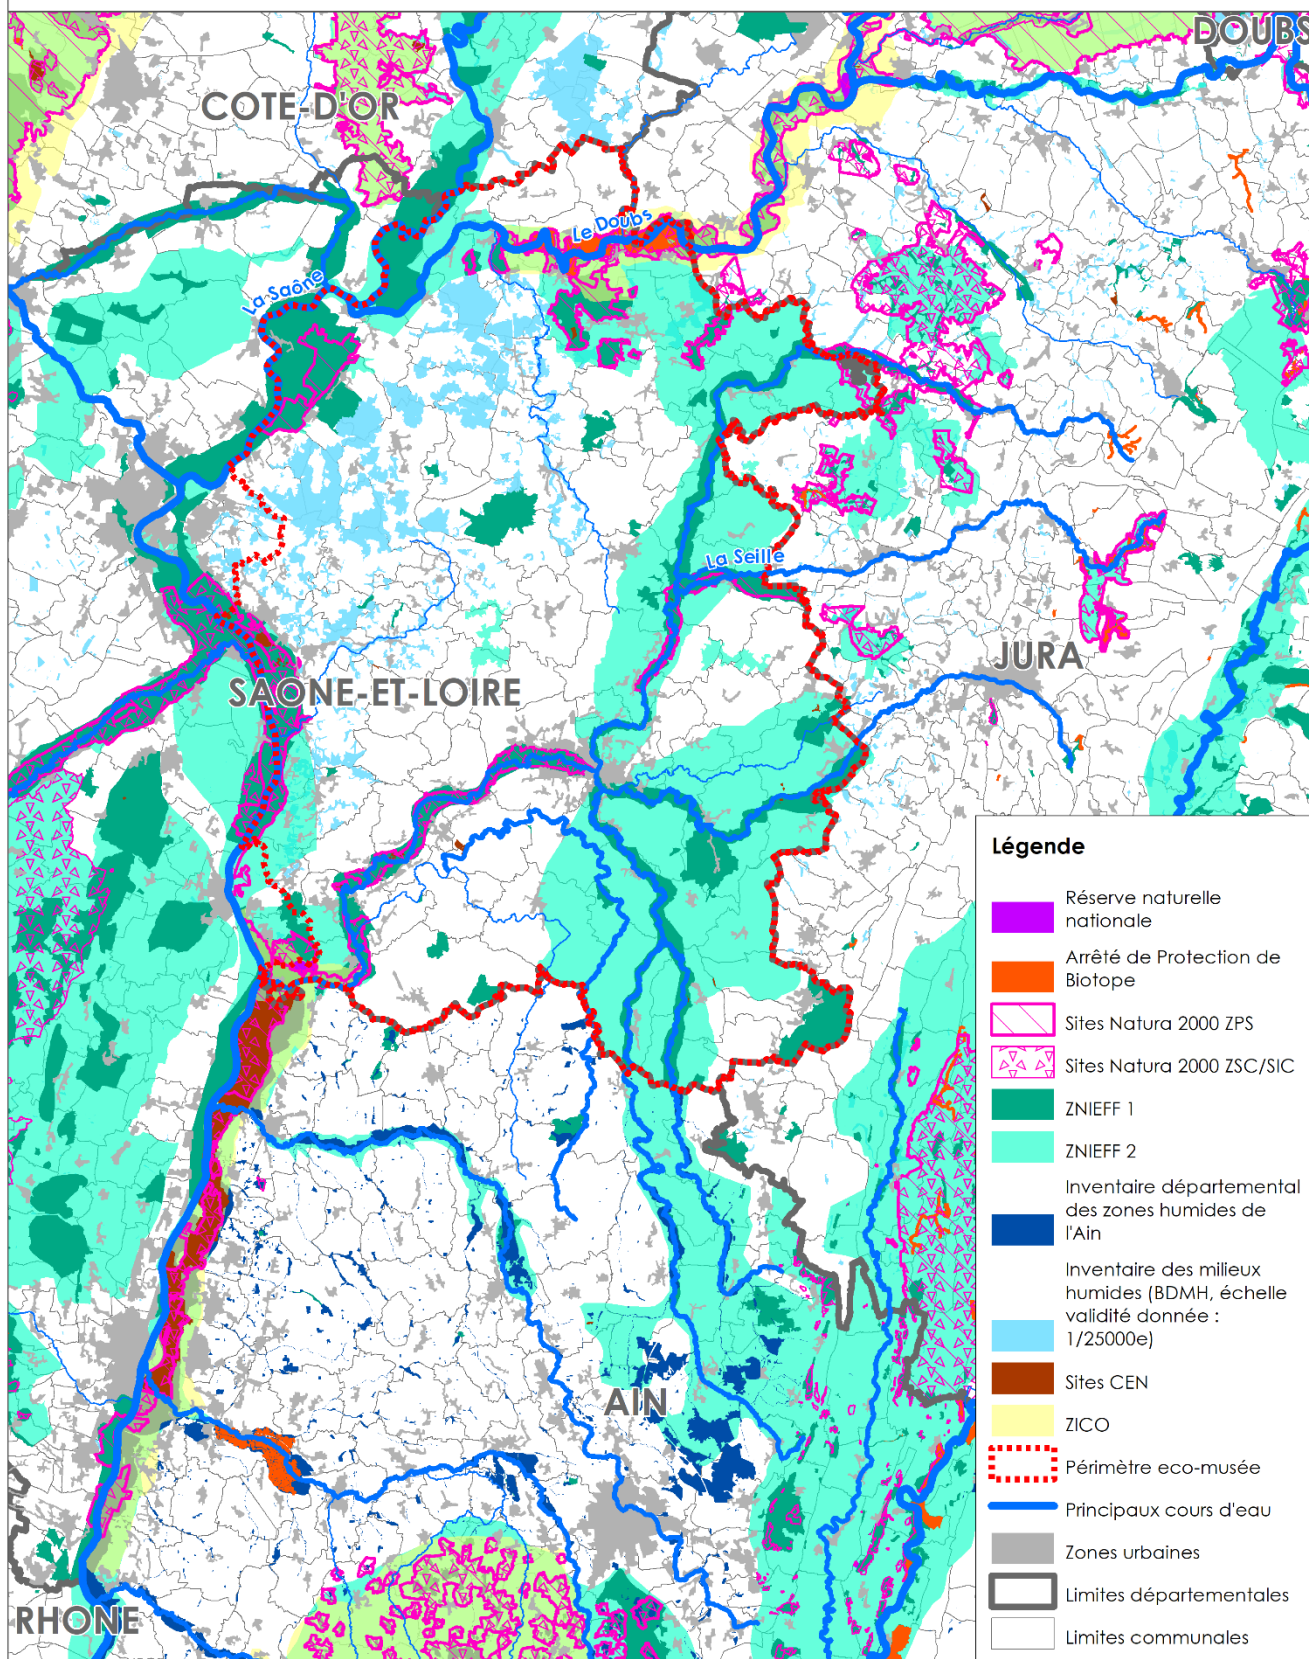 DOUBS
COTE-D'OR
Le Doubs
La Saône
La Seille
JURA
SAONE-ET-LOIRE
AIN
RHONE
Légende
Réserve naturelle
nationale
Arrêté de Protection de
Biotope
Sites Natura 2000 ZPS
Sites Natura 2000 ZSC/SIC
ZNIEFF 1
ZNIEFF 2
Inventaire départemental
des zones humides de
l'Ain
Inventaire des milieux
humides (BDMH, échelle
validité donnée :
1/25000e)
Sites CEN
ZICO
Périmètre eco-musée
Principaux cours d'eau
Zones urbaines
Limites départementales
Limites communales